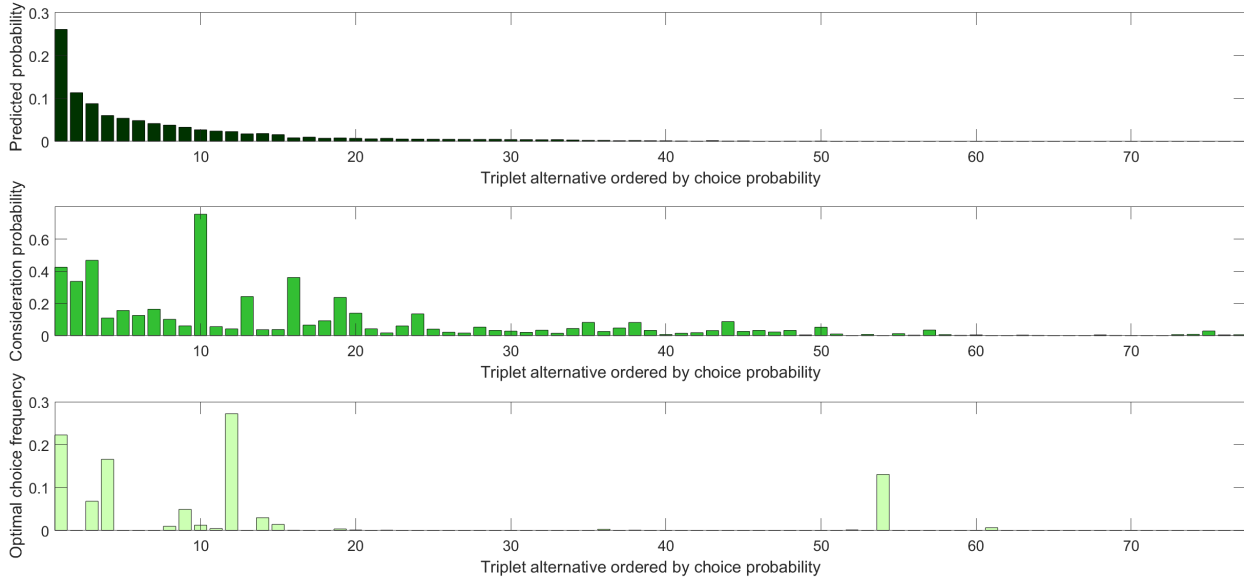 Predicted probability
0.3
0.2
0.1
0
10 20 30 40 50 60 70
Triplet alternative ordered by choice probability
Consideration probability
0.6
0.4
0.2
0
10 20 30 40 50 60 70
Triplet alternative ordered by choice probability
Optimal choice frequency
0.3
0.2
0.1
0
10 20 30 40 50 60 70
Triplet alternative ordered by choice probability